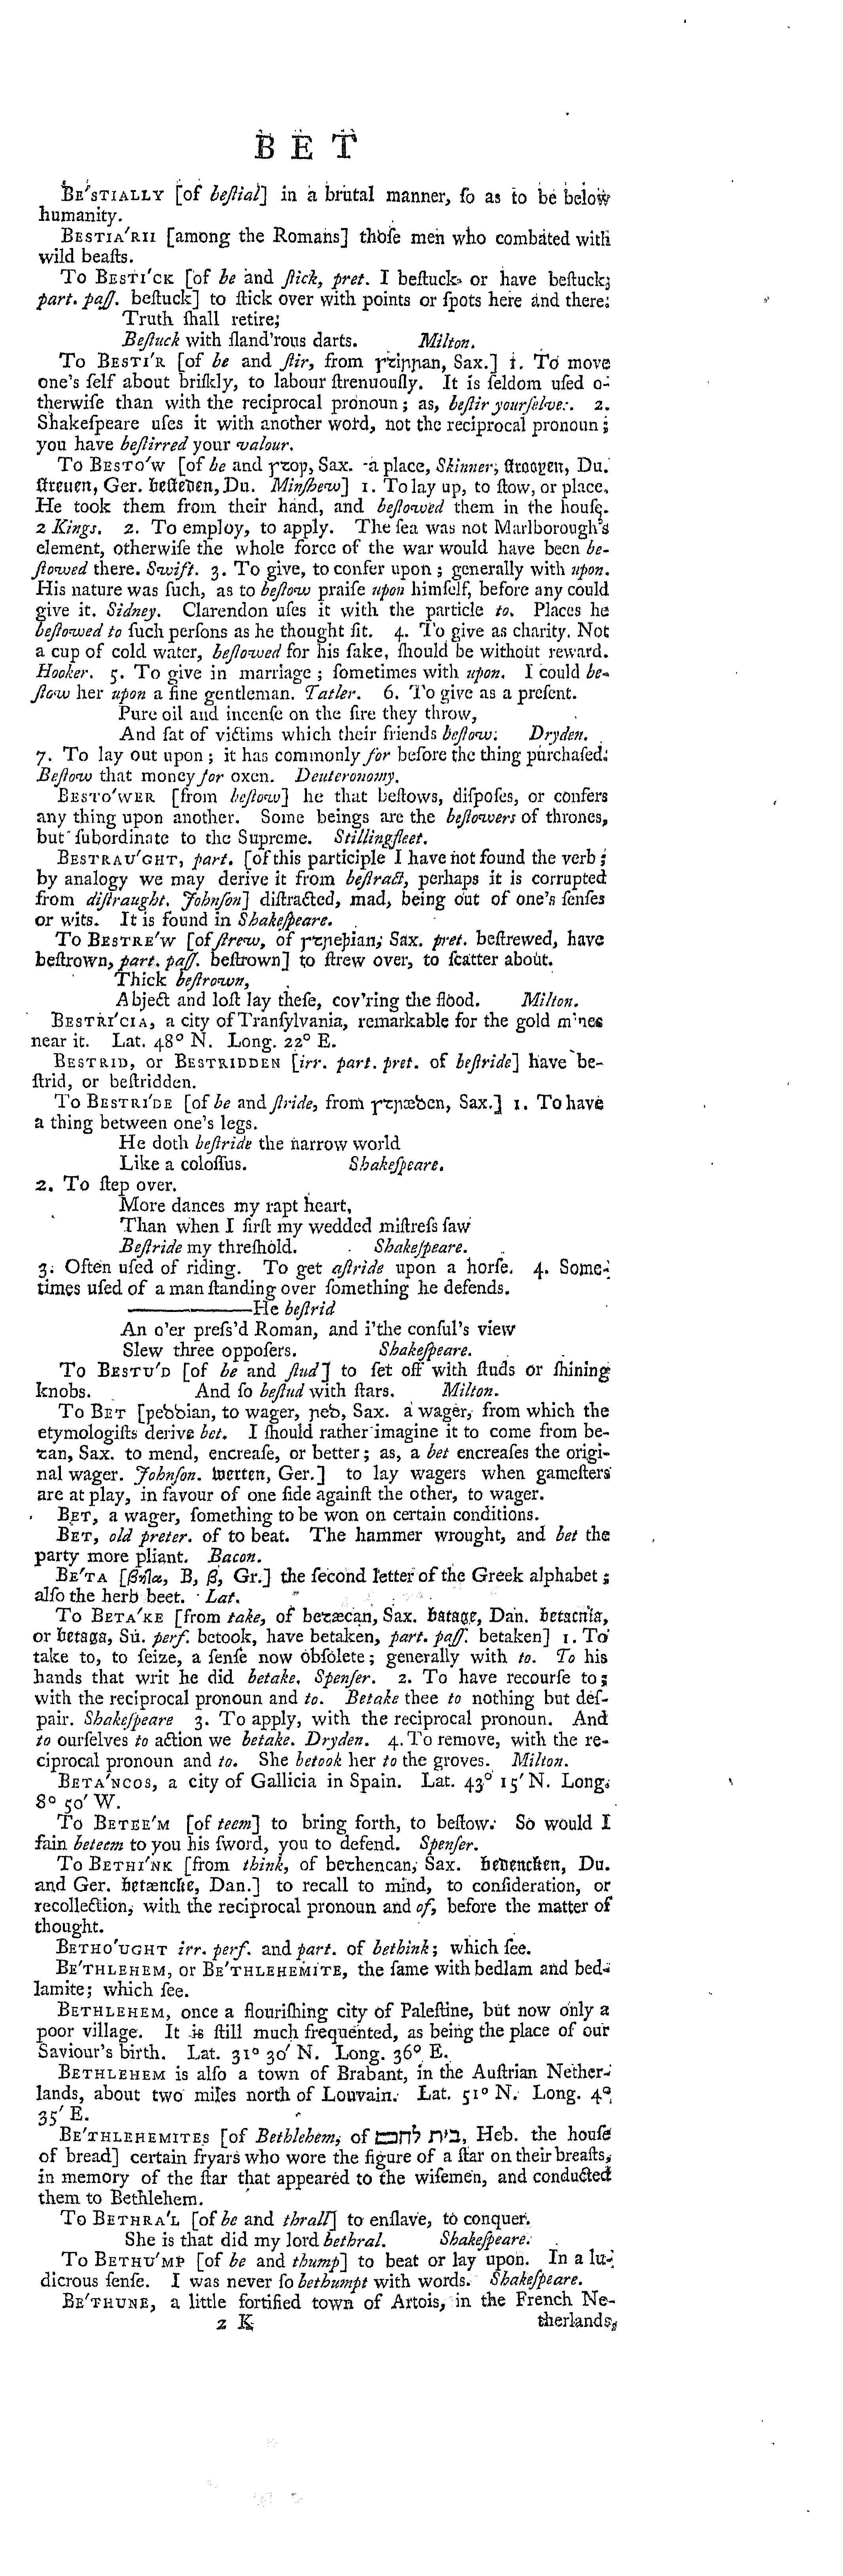 B E T
BE'STIALLY [of beſtial] in a brutal manner, ſo as to be below
humanity.
BESTIA'RII [among the Romans] thoſe men who combated with
wild beaſts.
To BESTI'CK [of be and ſtick, pret. I beſtuck or have beſtuck;
part. paſſ. beſtuck] to ſtick over with points or ſpots here and there:
Truth ſhall retire;
Beſtuck with ſland'rous darts. Milton.
To BESTI'R [of be and ſtir, from ꞅꞇiꞃꞃan, Sax.] 1. To move
one's ſelf about briſkly, to labour ſtrenuouſly. It is ſeldom uſed o-
therwiſe than with the reciprocal pronoun; as, beſtir yourſelves. 2.
Shakeſpeare uſes it with another word, not the reciprocal pronoun;
you have beſtirred your valour.
To BESTO'W [of be and ꞅꞇoƿ, Sax. a place, Skinner; Du.
ſtreuen, Ger. beſteden, Du. Minſhew] 1. To lay up, to ſtow, or place.
He took them from their hand, and beſtowed them in the houſe.
2 Kings. 2. To employ, to apply. The ſea was not Marlborough's
element, otherwiſe the whole force of the war would have been be-
ſtowed there. Swift. 3. To give, to confer upon; generally with upon.
His nature was ſuch, as to beſtow praiſe upon himſelf, before any could
give it. Sidney. Clarendon uſes it with the particle to. Places he
beſtowed to ſuch perſons as he thought fit. 4. To give as charity. Not
a cup of cold water, beſtowed for his ſake, ſhould be without reward.
Hooker. 5. To give in marriage; ſometimes with upon. I could be-
ſtow her upon a fine gentleman. Tatler. 6. To give as a preſent.
Pure oil and incenſe on the fire they throw,
And fat of victims which their friends beſtow. Dryden.
7. To lay out upon; it has commonly for before the thing purchaſed:
Beſtow that money for oxen. Deuteronomy.
BESTO'WER [from beſtow] he that beſtows, diſpoſes, or confers
any thing upon another. Some beings are the beſtowers of thrones,
but ſubordinate to the Supreme. Stillingfleet.
BESTRAU'GHT, part. [of this participle I have not found the verb;
by analogy we may derive it from beſtract, perhaps it is corrupted
from diſtraught. Johnſon] diſtracted, mad, being out of one's ſenſes
or wits. It is found in Shakeſpeare.
To BESTRE'W [of ſtrew, of ꞅꞇꞃeƿian, Sax. pret. beſtrewed, have
beſtrown, part. paſſ. beſtrown] to ſtrew over, to ſcatter about.
Thick beſtrown,
Abject and loſt lay theſe, cov'ring the flood. Milton.
BESTRI'CIA, a city of Tranſylvania, remarkable for the gold mines
near it. Lat. 48° N. Long. 22° E.
BESTRID, or BESTRIDDEN [irr. part. pret. of beſtride] have be-
ſtrid, or beſtridden.
To BESTRI'DE [of be and ſtride, from ꞅꞇꞃæꝺen, Sax.] 1. To have
a thing between one's legs.
He doth beſtride the narrow world
Like a coloſſus. Shakeſpeare.
2. To ſtep over.
More dances my rapt heart,
Than when I firſt my wedded miſtreſs ſaw
Beſtride my threſhold. Shakeſpeare.
3. Often uſed of riding. To get aſtride upon a horſe. 4. Some-
times uſed of a man ſtanding over ſomething he defends.
———He beſtrid
An o'er preſs'd Roman, and i'the conſul's view
Slew three oppoſers. Shakeſpeare.
To BESTU'D [of be and ſtud] to ſet off with ſtuds or ſhining
knobs. And ſo beſtud with ſtars. Milton.
To BET [ƿeꝺꝺian, to wager, ƿeꝺ, Sax. a wager, from which the
etymologiſts derive bet. I ſhould rather imagine it to come from be-
ꞇan, Sax. to mend, encreaſe, or better; as, a bet encreaſes the origi-
nal wager. Johnſon. wetten, Ger.] to lay wagers when gameſters
are at play, in favour of one ſide againſt the other, to wager.
BET, a wager, ſomething to be won on certain conditions.
BET, old preter. of to beat. The hammer wrought, and bet the
party more pliant. Bacon.
BE'TA [βηϊα, B, β, Gr.] the ſecond letter of the Greek alphabet;
alſo the herb beet. Lat.
To BETA'KE [from take, of beꞇæcan, Sax. batage, Dan. betacnia,
or betaga, Su. perf. betook, have betaken, part. paſſ. betaken] 1. To
take to, to ſeize, a ſenſe now obſolete; generally with to. To his
hands that writ he did betake. Spenſer. 2. To have recourſe to;
with the reciprocal pronoun and to. Betake thee to nothing but deſ-
pair. Shakeſpeare 3. To apply, with the reciprocal pronoun. And
to ourſelves to action we betake. Dryden. 4. To remove, with the re-
ciprocal pronoun and to. She betook her to the groves. Milton.
BETA'NCOS, a city of Gallicia in Spain. Lat. 43° 15' N. Long.
8° 50' W.
To BETEE'M [of teem] to bring forth, to beſtow. So would I
fain beteem to you his ſword, you to defend. Spenſer.
To BETHI'NK [from think, of beꞇhencan, Sax. bedencken, Du.
and Ger. betæncke, Dan.] to recall to mind, to conſideration, or
recollection, with the reciprocal pronoun and of, before the matter of
thought.
BETHO'UGHT irr. perf. and part. of bethink; which ſee.
BE'THLEHEM, or BE'THLEHEMITE, the ſame with bedlam and bed-
lamite; which ſee.
BETHLEHEM, once a flouriſhing city of Paleſtine, but now only a
poor village. It is ſtill much frequented, as being the place of our
Saviour's birth. Lat. 31° 30' N. Long. 36° E.
BETHLEHEM is alſo a town of Brabant, in the Auſtrian Nether-
lands, about two miles north of Louvain. Lat. 51° N. Long. 4°
35' E.
BE'THLEHEMITES [of Bethlehem, of בית לחם, Heb. the houſe
of bread] certain fryars who wore the figure of a ſtar on their breaſts,
in memory of the ſtar that appeared to the wiſemen, and conducted
them to Bethlehem.
To BETHRA'L [of be and thrall] to enſlave, to conquer.
She is that did my lord bethral. Shakeſpeare.
To BETHU'MP [of be and thump] to beat or lay upon. In a lu-
dicrous ſenſe. I was never ſo bethumpt with words. Shakeſpeare.
BE'THUNE, a little fortified town of Artois, in the French Ne-
2 K therlands,